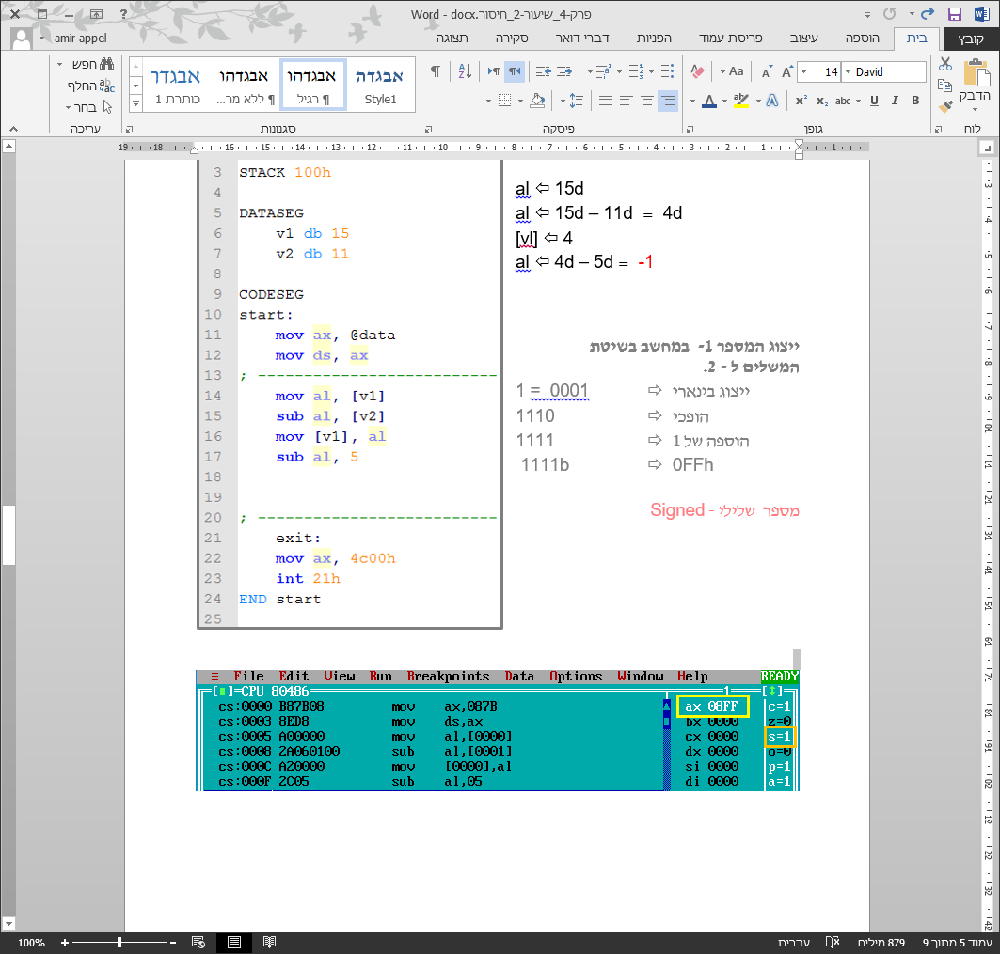 פרק-4_שיעור-2_חיסור.docx - Word
amir appel
קובץ
בית
הוספה
עיצוב
פריסת עמוד
הפניות
דברי דואר
סקירה
תצוגה
הדבק
David
14
Aa
B I U abc x₂ x²
Style1
¶ רגיל
¶ ללא מר...
כותרת 1
אבגדה
אבגדהו
אבגדהו
אבגדר
חפש
החלף
בחר
לוח
גופן
פיסקה
סגנונות
עריכה
3 STACK 100h
4
5 DATASEG
6 v1 db 15
7 v2 db 11
8
9 CODESEG
10 start:
11 mov ax, @data
12 mov ds, ax
13 ; ---------------------------
14 mov al, [v1]
15 sub al, [v2]
16 mov [v1], al
17 sub al, 5
18
19
20 ; ---------------------------
21 exit:
22 mov ax, 4c00h
23 int 21h
24 END start
25
al ⇦ 15d
al ⇦ 15d – 11d = 4d
[vl] ⇦ 4
al ⇦ 4d – 5d = -1
ייצוג המספר 1- במחשב בשיטת
המשלים ל - 2.
1 = 0001 ⇨ ייצוג בינארי
1110 ⇨ הופכי
1111 ⇨ הוספה של 1
1111b ⇨ 0FFh
מספר שלילי - Signed
≡ File Edit View Run Breakpoints Data Options Window Help READY
[■]=CPU 80486 1 [↕]
cs:0000 B87B08 mov ax,087B ax 08FF c=1
cs:0003 8ED8 mov ds,ax bx 0000 z=0
cs:0005 A00000 mov al,[0000] cx 0000 s=1
cs:0008 2A060100 sub al,[0001] dx 0000 o=0
cs:000C A20000 mov [0000],al si 0000 p=1
cs:000F 2C05 sub al,05 di 0000 a=1
עמוד 5 מתוך 9
879 מילים
עברית
100%